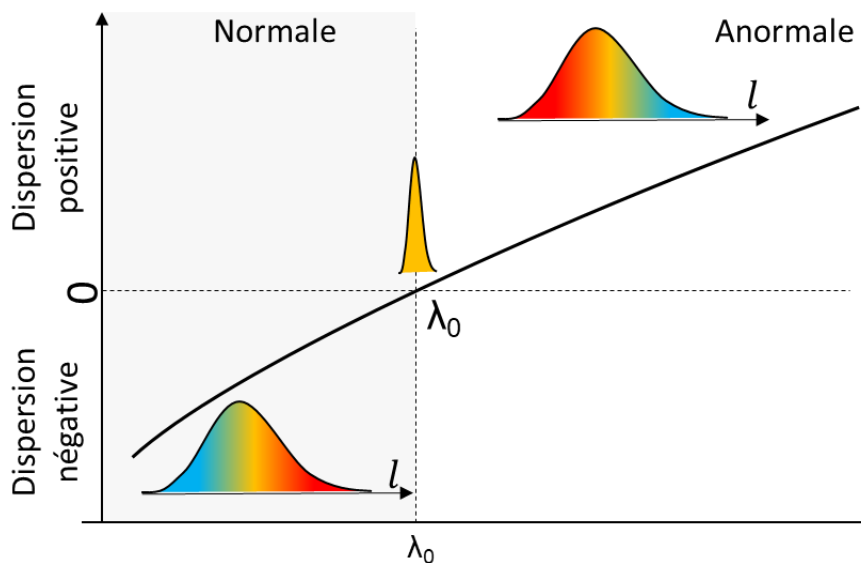 Normale
Anormale
Dispersion
positive
l
0
λ₀
Dispersion
négative
l
λ₀